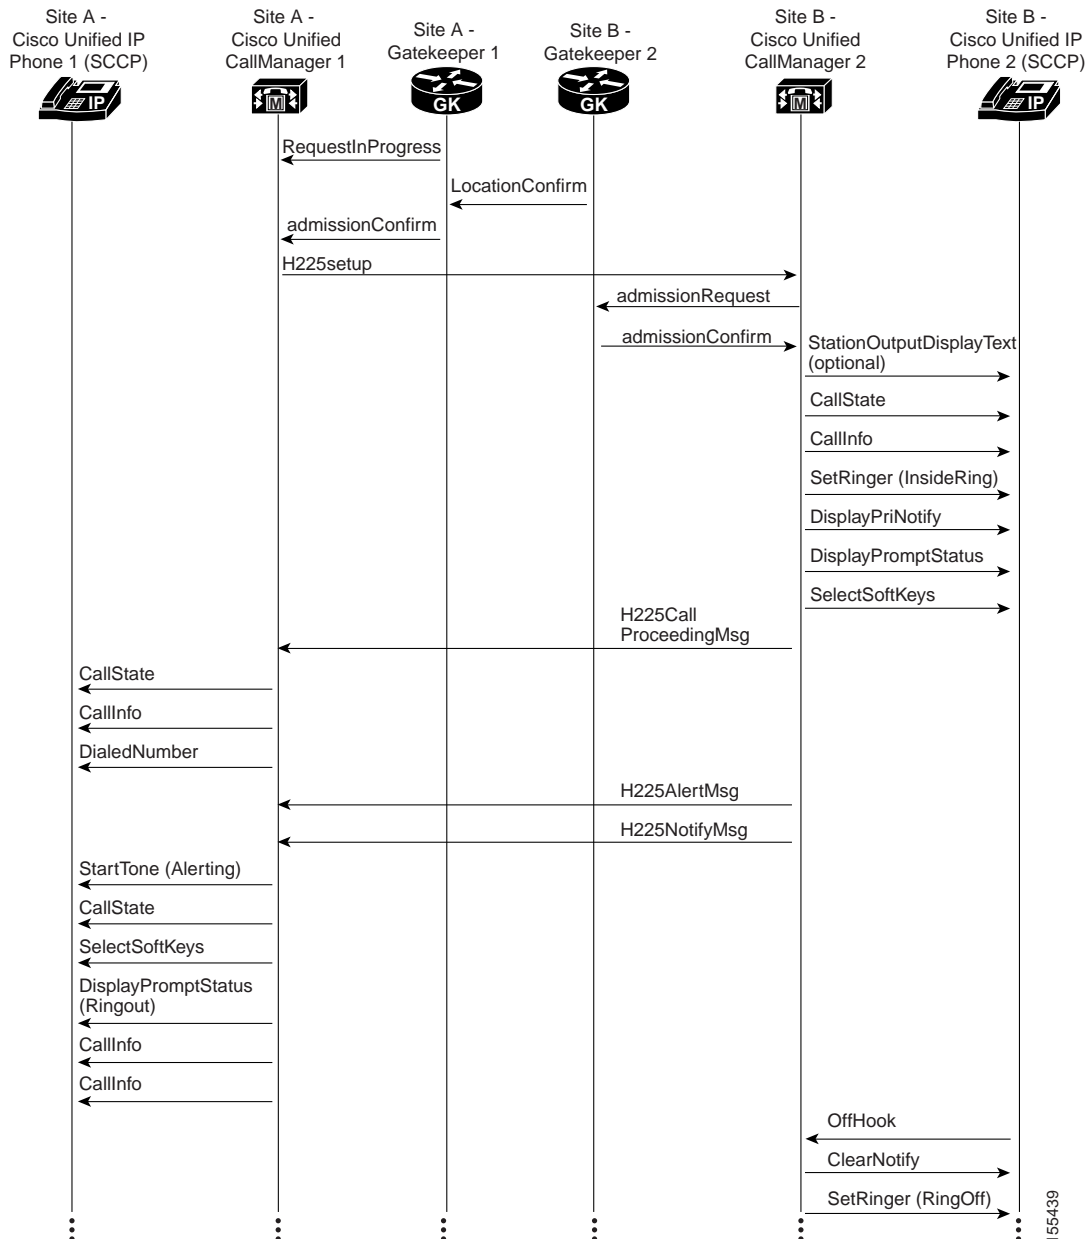 Site A -
Cisco Unified IP
Phone 1 (SCCP)
Site A -
Cisco Unified
CallManager 1
Site A -
Gatekeeper 1
Site B -
Gatekeeper 2
Site B -
Cisco Unified
CallManager 2
Site B -
Cisco Unified IP
Phone 2 (SCCP)
IP
M
GK
GK
M
IP
RequestInProgress
LocationConfirm
admissionConfirm
H225setup
admissionRequest
admissionConfirm
StationOutputDisplayText
(optional)
CallState
CallInfo
SetRinger (InsideRing)
DisplayPriNotify
DisplayPromptStatus
SelectSoftKeys
H225Call
ProceedingMsg
CallState
CallInfo
DialedNumber
H225AlertMsg
H225NotifyMsg
StartTone (Alerting)
CallState
SelectSoftKeys
DisplayPromptStatus
(Ringout)
CallInfo
CallInfo
OffHook
ClearNotify
SetRinger (RingOff)
155439